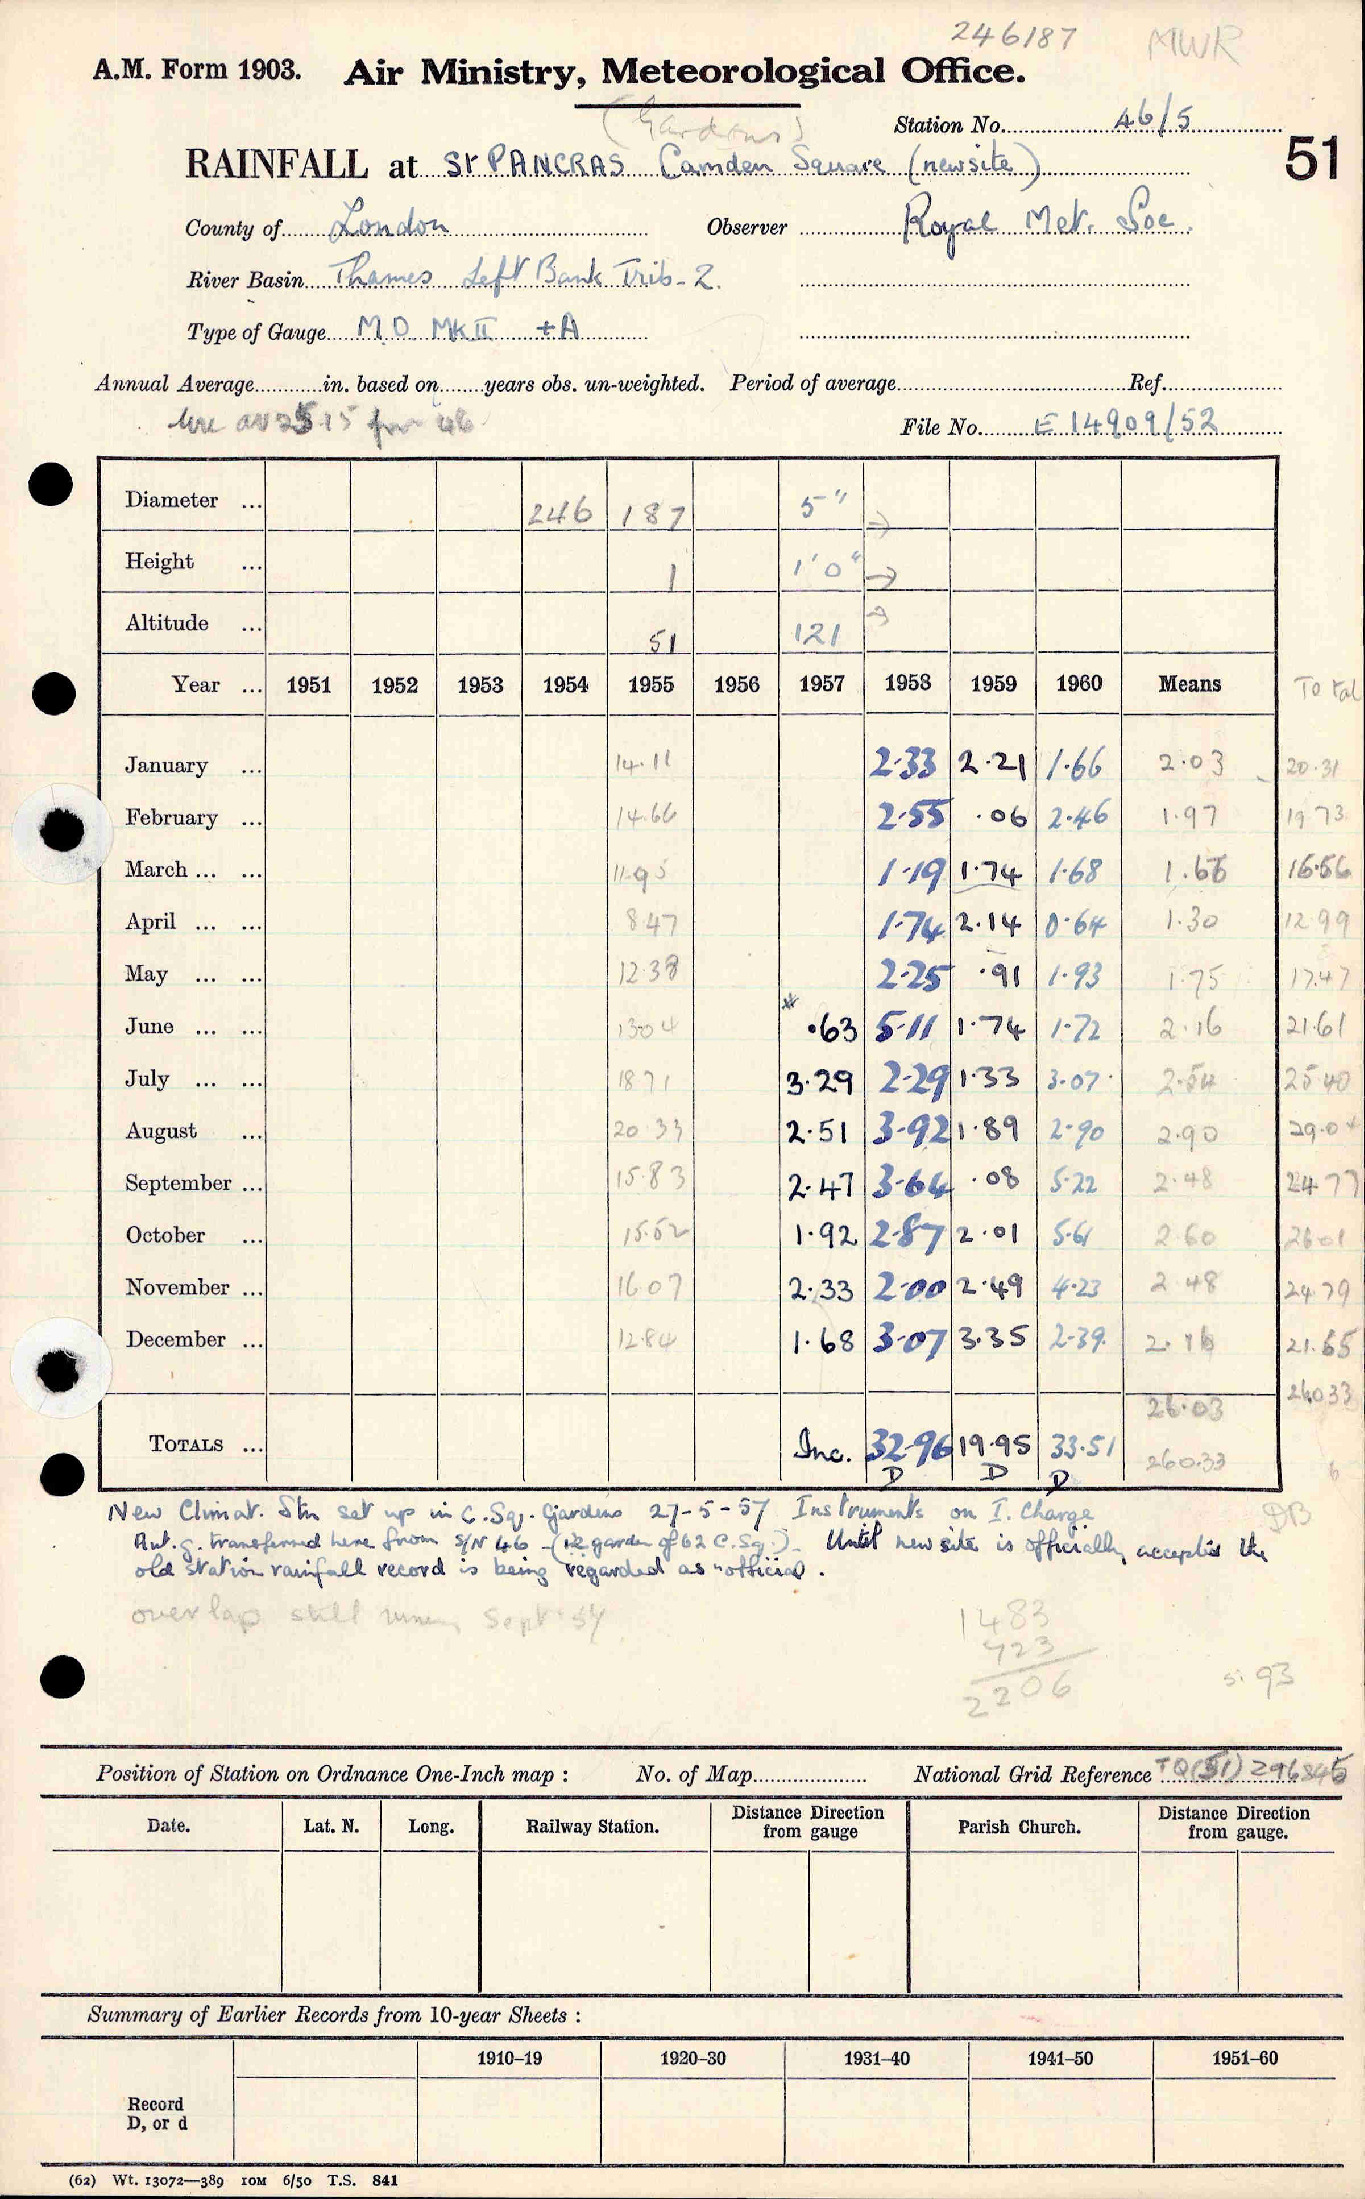 246187 MWR
A.M. Form 1903. Air Ministry, Meteorological Office.
(Gardens)
Station No. 46/5
RAINFALL at St PANCRAS Camden Square (new site)
51
County of London Observer Royal Met. Soc.
River Basin Thames Left Bank Trib-2.
Type of Gauge M.O. Mk II + A
Annual Average in. based on years obs. un-weighted. Period of average Ref.
for 46
File No. E 14909/52
Diameter ... 246 187 5" →
Height ... 1 1'0" →
Altitude ... 51 121 →
Year ... 1951 1952 1953 1954 1955 1956 1957 1958 1959 1960 Means Total
January ... 14.11 2.33 2.21 1.66 2.03 20.31
February ... 14.66 2.55 .06 2.46 1.97 19.73
March ... ... 11.95 1.19 1.74 1.68 1.66 16.56
April ... ... 8.47 1.74 2.14 0.64 1.30 12.99
May ... ... 12.38 2.25 .91 1.93 1.75 17.47
June ... ... 13.04 * .63 5.11 1.74 1.72 2.16 21.61
July ... ... 18.71 3.29 2.29 1.33 3.07 2.54 25.40
August ... 20.33 2.51 3.92 1.89 2.90 2.90 29.04
September ... 15.83 2.47 3.64 .08 5.22 2.48 24.77
October ... 15.52 1.92 2.87 2.01 5.61 2.60 26.01
November ... 16.07 2.33 2.00 2.49 4.23 2.48 24.79
December ... 12.84 1.68 3.07 3.35 2.39 2.16 21.65
26.03 260.33
TOTALS ... Inc. 32.96 19.95 33.51 260.33 6
D D D
New Climat. Stn set up in C. Sq. Gardens 27-5-57 Instruments on I. Charge DB
Aut. g. transferred here from S/N 46 (in garden of 62 C. Sq.). Until new site is officially accepted the
old station rainfall record is being regarded as "official".
overlap still running Sept 59
1483
723
2206
5.93
Position of Station on Ordnance One-Inch map : No. of Map National Grid Reference TQ(51) 296845
Date. Lat. N. Long. Railway Station. Distance Direction from gauge Parish Church. Distance Direction from gauge.
Summary of Earlier Records from 10-year Sheets :
1910–19 1920–30 1931–40 1941–50 1951–60
Record
D, or d
(62) Wt. 13072—389 10M 6/50 T.S. 841